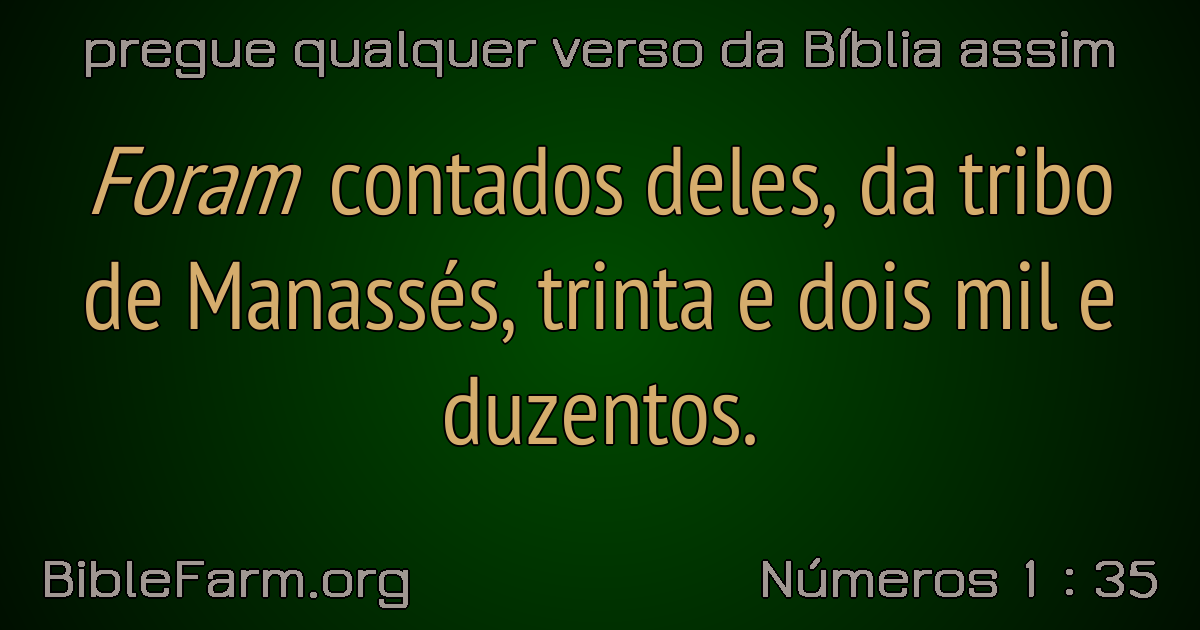 pregue qualquer verso da Bíblia assim
Foram contados deles, da tribo
de Manassés, trinta e dois mil e
duzentos.
BibleFarm.org
Números 1 : 35